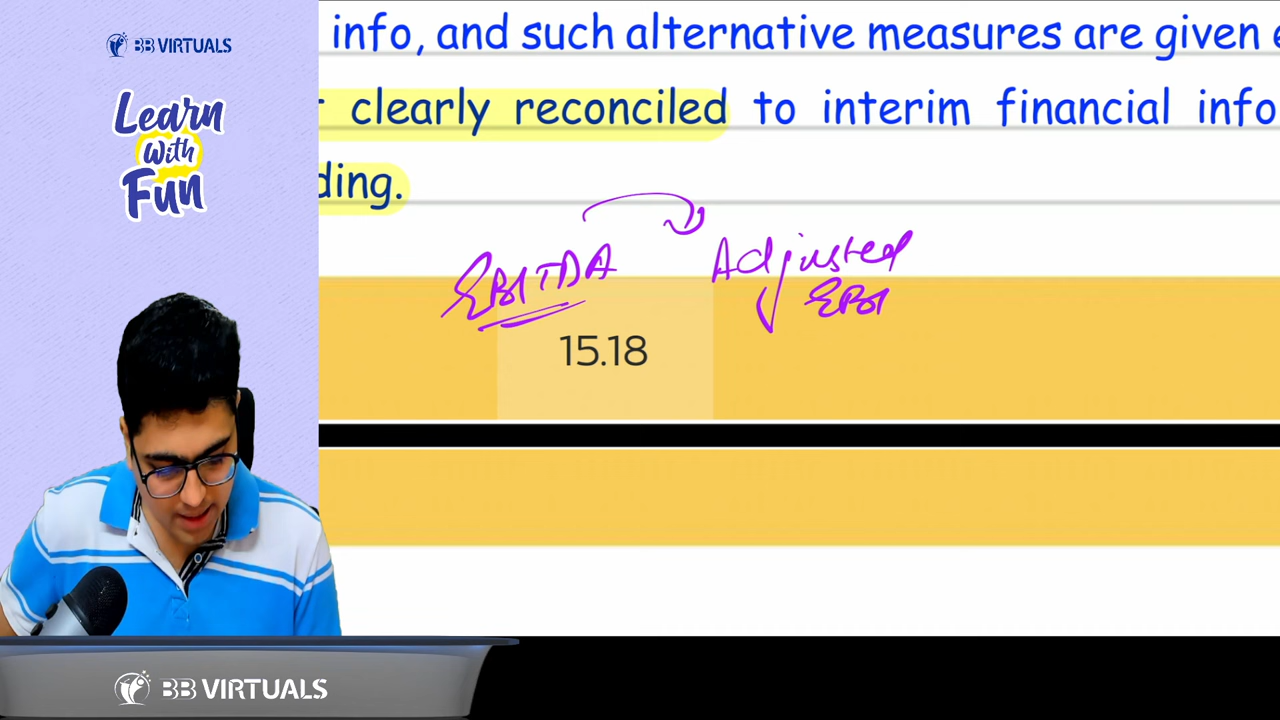 BB VIRTUALS
Learn
With
Fun
info, and such alternative measures are given
clearly reconciled to interim financial info
ding.
EBITDA
Adjusted
EBI
15.18
BB VIRTUALS